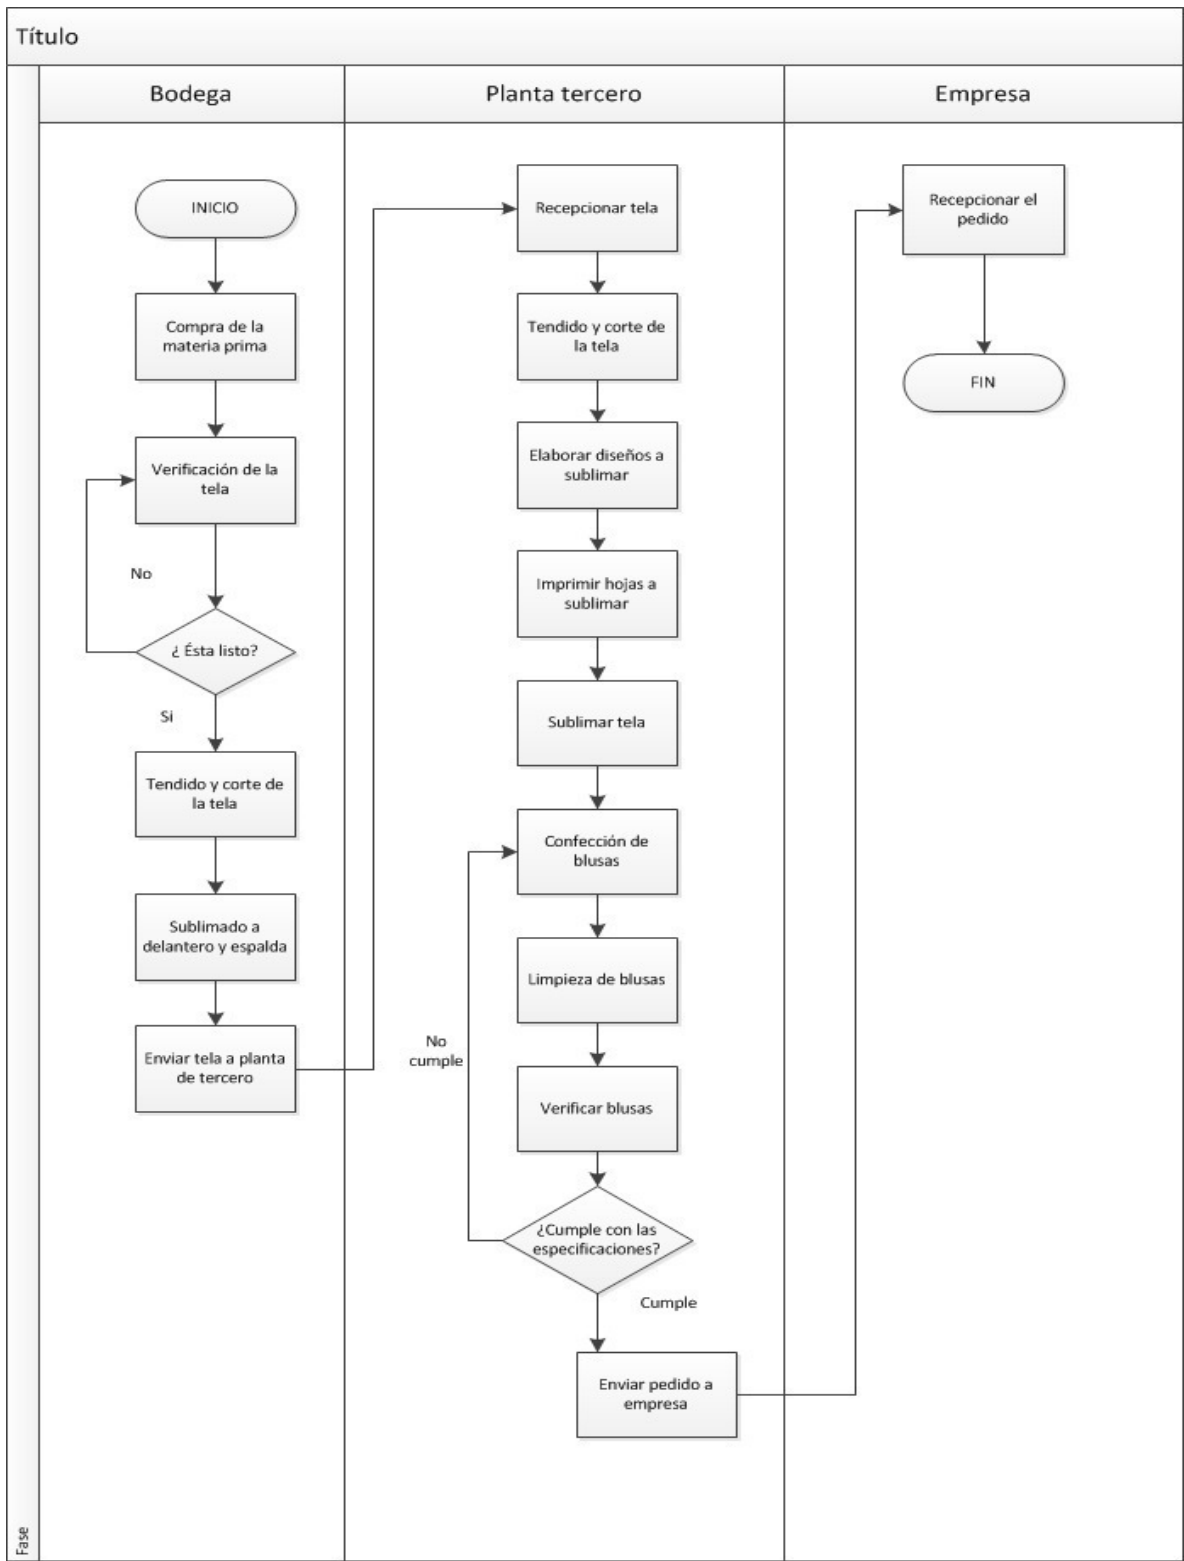 Título
Fase
Bodega
Planta tercero
Empresa
INICIO
Compra de la
materia prima
Verificación de la
tela
No
¿ Ésta listo?
Si
Tendido y corte de
la tela
Sublimado a
delantero y espalda
Enviar tela a planta
de tercero
Recepcionar tela
Tendido y corte de
la tela
Elaborar diseños a
sublimar
Imprimir hojas a
sublimar
Sublimar tela
Confección de
blusas
Limpieza de blusas
No
cumple
Verificar blusas
¿Cumple con las
especificaciones?
Cumple
Enviar pedido a
empresa
Recepcionar el
pedido
FIN